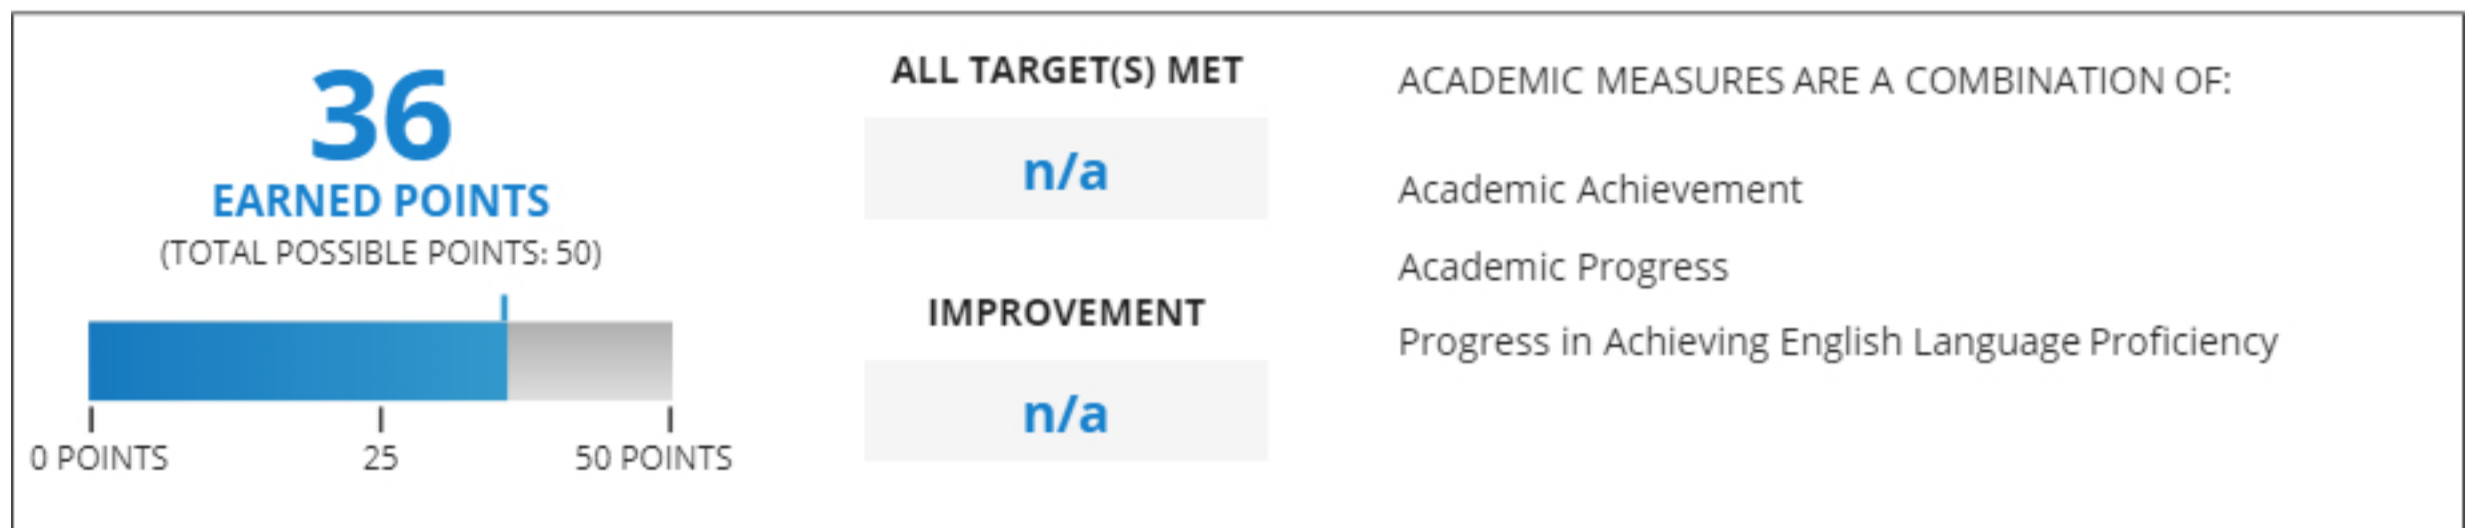 36
EARNED POINTS
(TOTAL POSSIBLE POINTS: 50)
0 POINTS
25
50 POINTS
ALL TARGET(S) MET
n/a
IMPROVEMENT
n/a
ACADEMIC MEASURES ARE A COMBINATION OF:
Academic Achievement
Academic Progress
Progress in Achieving English Language Proficiency